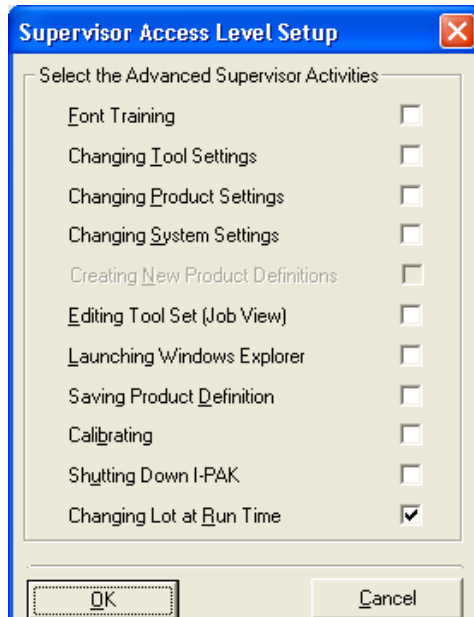 Supervisor Access Level Setup
Select the Advanced Supervisor Activities
Font Training
Changing Tool Settings
Changing Product Settings
Changing System Settings
Creating New Product Definitions
Editing Tool Set (Job View)
Launching Windows Explorer
Saving Product Definition
Calibrating
Shutting Down I-PAK
Changing Lot at Run Time
OK Cancel